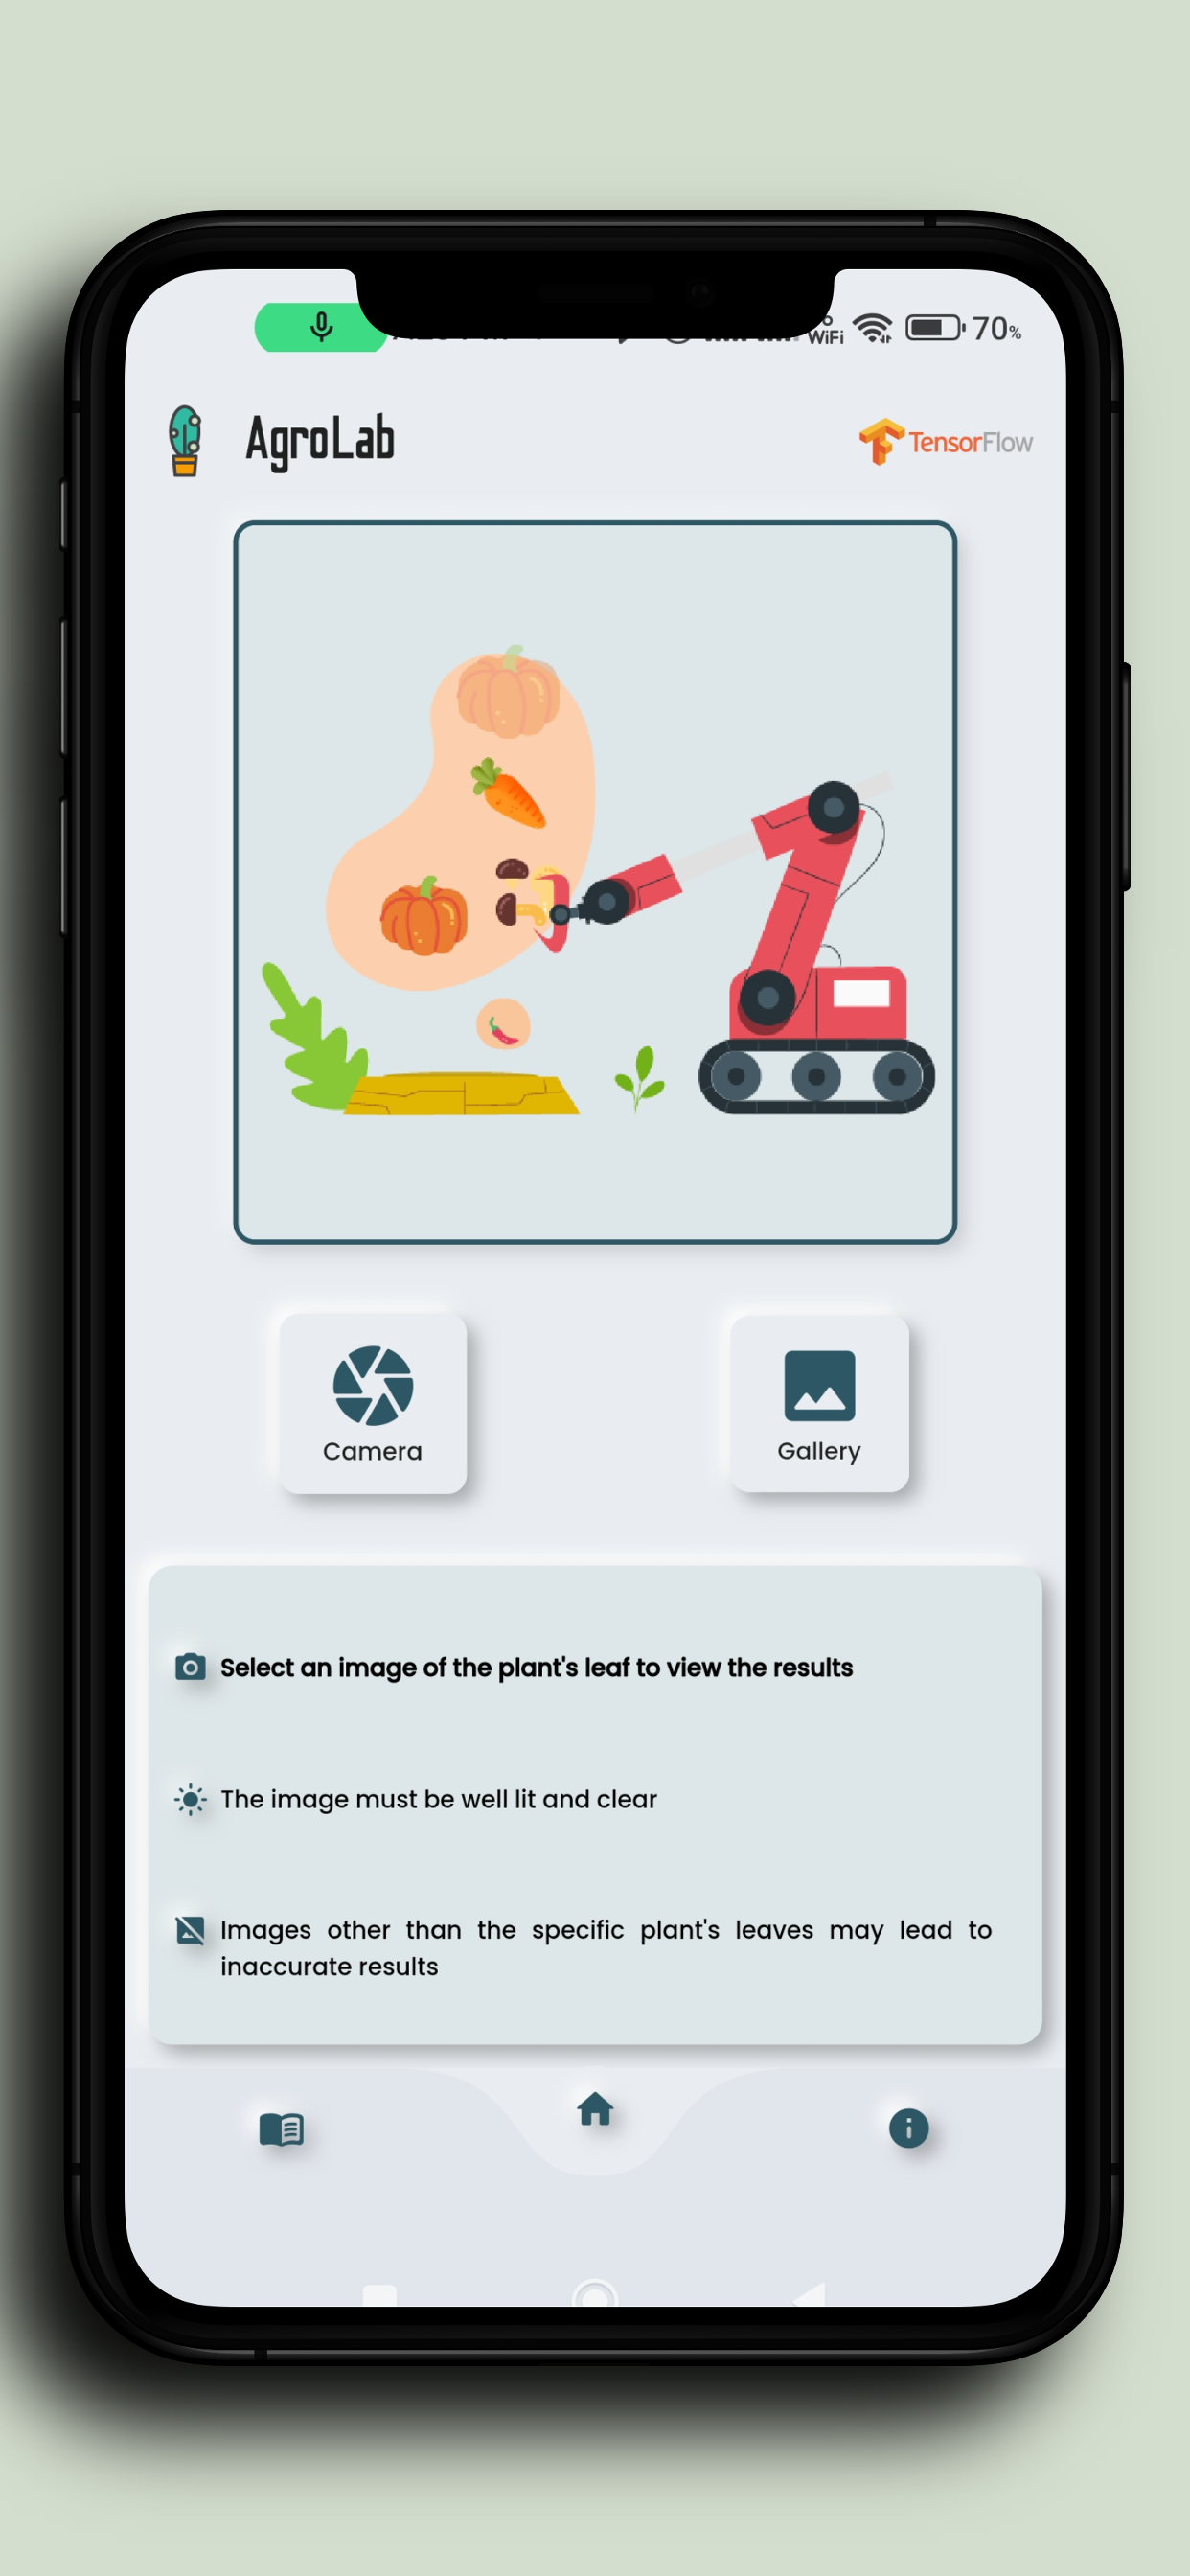 WiFi 70%
AgroLab
TensorFlow
Camera
Gallery
Select an image of the plant's leaf to view the results
The image must be well lit and clear
Images other than the specific plant's leaves may lead to
inaccurate results